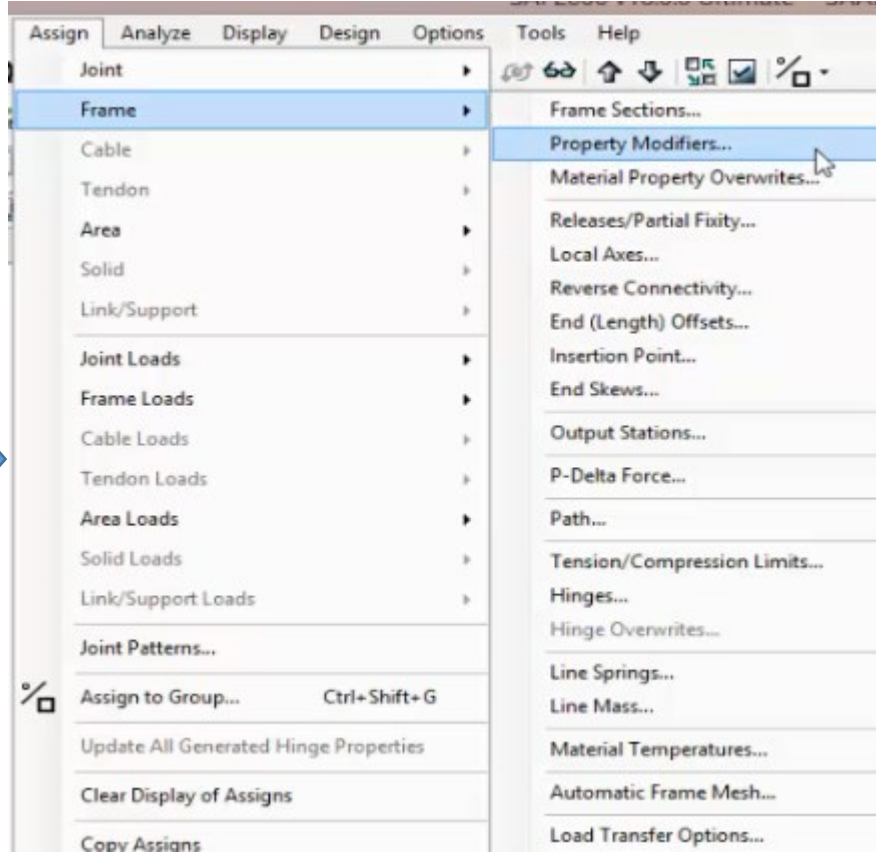 Assign Analyze Display Design Options Tools Help
Joint
Frame
Cable
Tendon
Area
Solid
Link/Support
Joint Loads
Frame Loads
Cable Loads
Tendon Loads
Area Loads
Solid Loads
Link/Support Loads
Joint Patterns...
Assign to Group... Ctrl+Shift+G
Update All Generated Hinge Properties
Clear Display of Assigns
Copy Assigns
Frame Sections...
Property Modifiers...
Material Property Overwrites...
Releases/Partial Fixity...
Local Axes...
Reverse Connectivity...
End (Length) Offsets...
Insertion Point...
End Skews...
Output Stations...
P-Delta Force...
Path...
Tension/Compression Limits...
Hinges...
Hinge Overwrites...
Line Springs...
Line Mass...
Material Temperatures...
Automatic Frame Mesh...
Load Transfer Options...